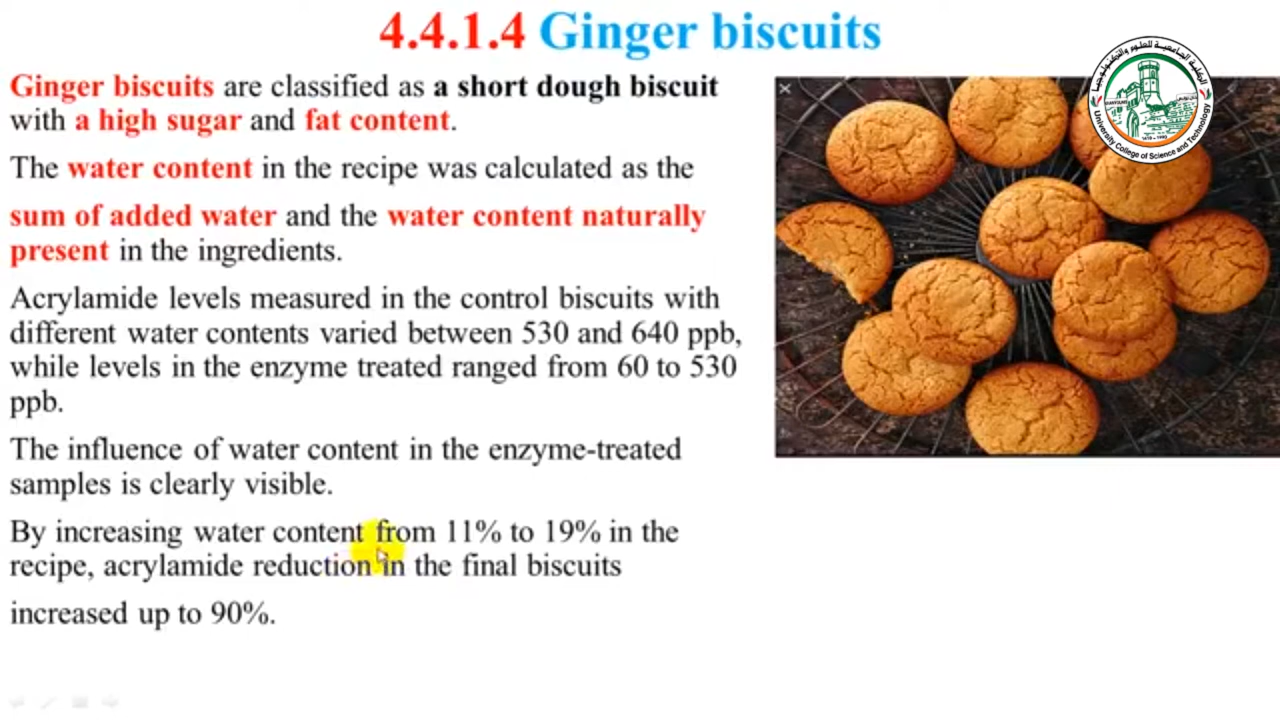 4.4.1.4 Ginger biscuits
Ginger biscuits are classified as a short dough biscuit
with a high sugar and fat content.
The water content in the recipe was calculated as the
sum of added water and the water content naturally
present in the ingredients.
Acrylamide levels measured in the control biscuits with
different water contents varied between 530 and 640 ppb,
while levels in the enzyme treated ranged from 60 to 530
ppb.
The influence of water content in the enzyme-treated
samples is clearly visible.
By increasing water content from 11% to 19% in the
recipe, acrylamide reduction in the final biscuits
increased up to 90%.
الكلية الجامعية للعلوم والتكنولوجيا
University College of Science and Technology